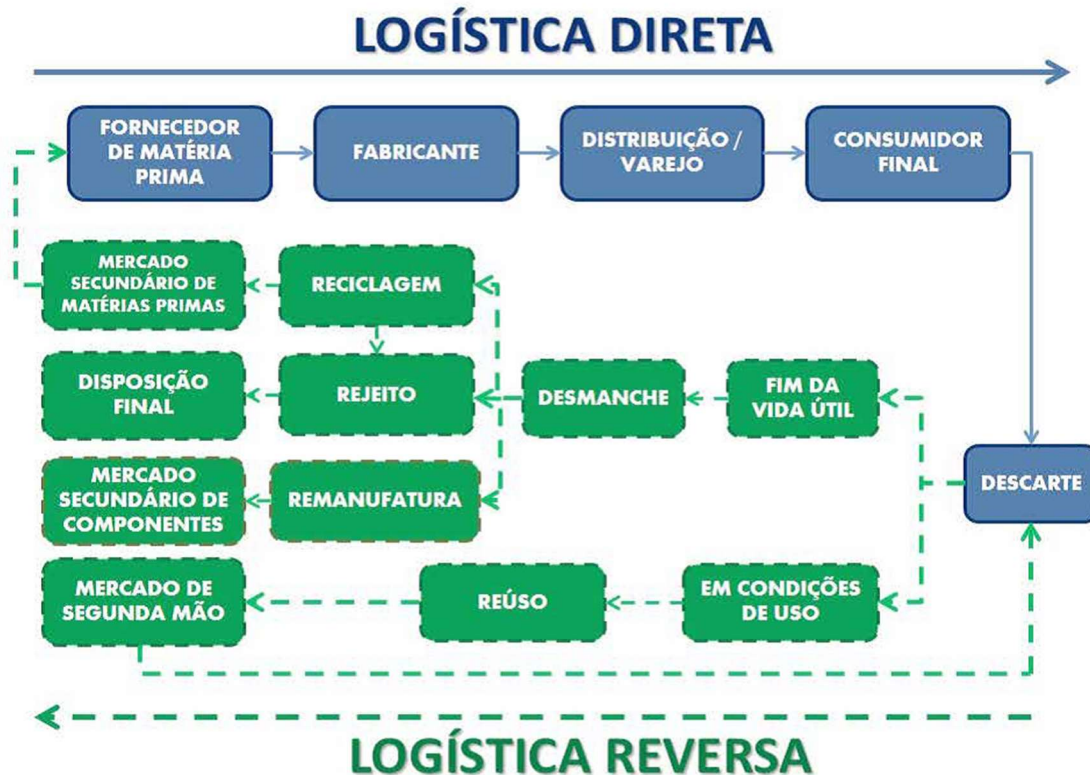 LOGÍSTICA DIRETA
FORNECEDOR
DE MATÉRIA
PRIMA
FABRICANTE
DISTRIBUIÇÃO /
VAREJO
CONSUMIDOR
FINAL
MERCADO
SECUNDÁRIO DE
MATÉRIAS PRIMAS
RECICLAGEM
DISPOSIÇÃO
FINAL
REJEITO
DESMANCHE
FIM DA
VIDA ÚTIL
DESCARTE
MERCADO
SECUNDÁRIO DE
COMPONENTES
REMANUFATURA
MERCADO DE
SEGUNDA MÃO
REÚSO
EM CONDIÇÕES
DE USO
LOGÍSTICA REVERSA